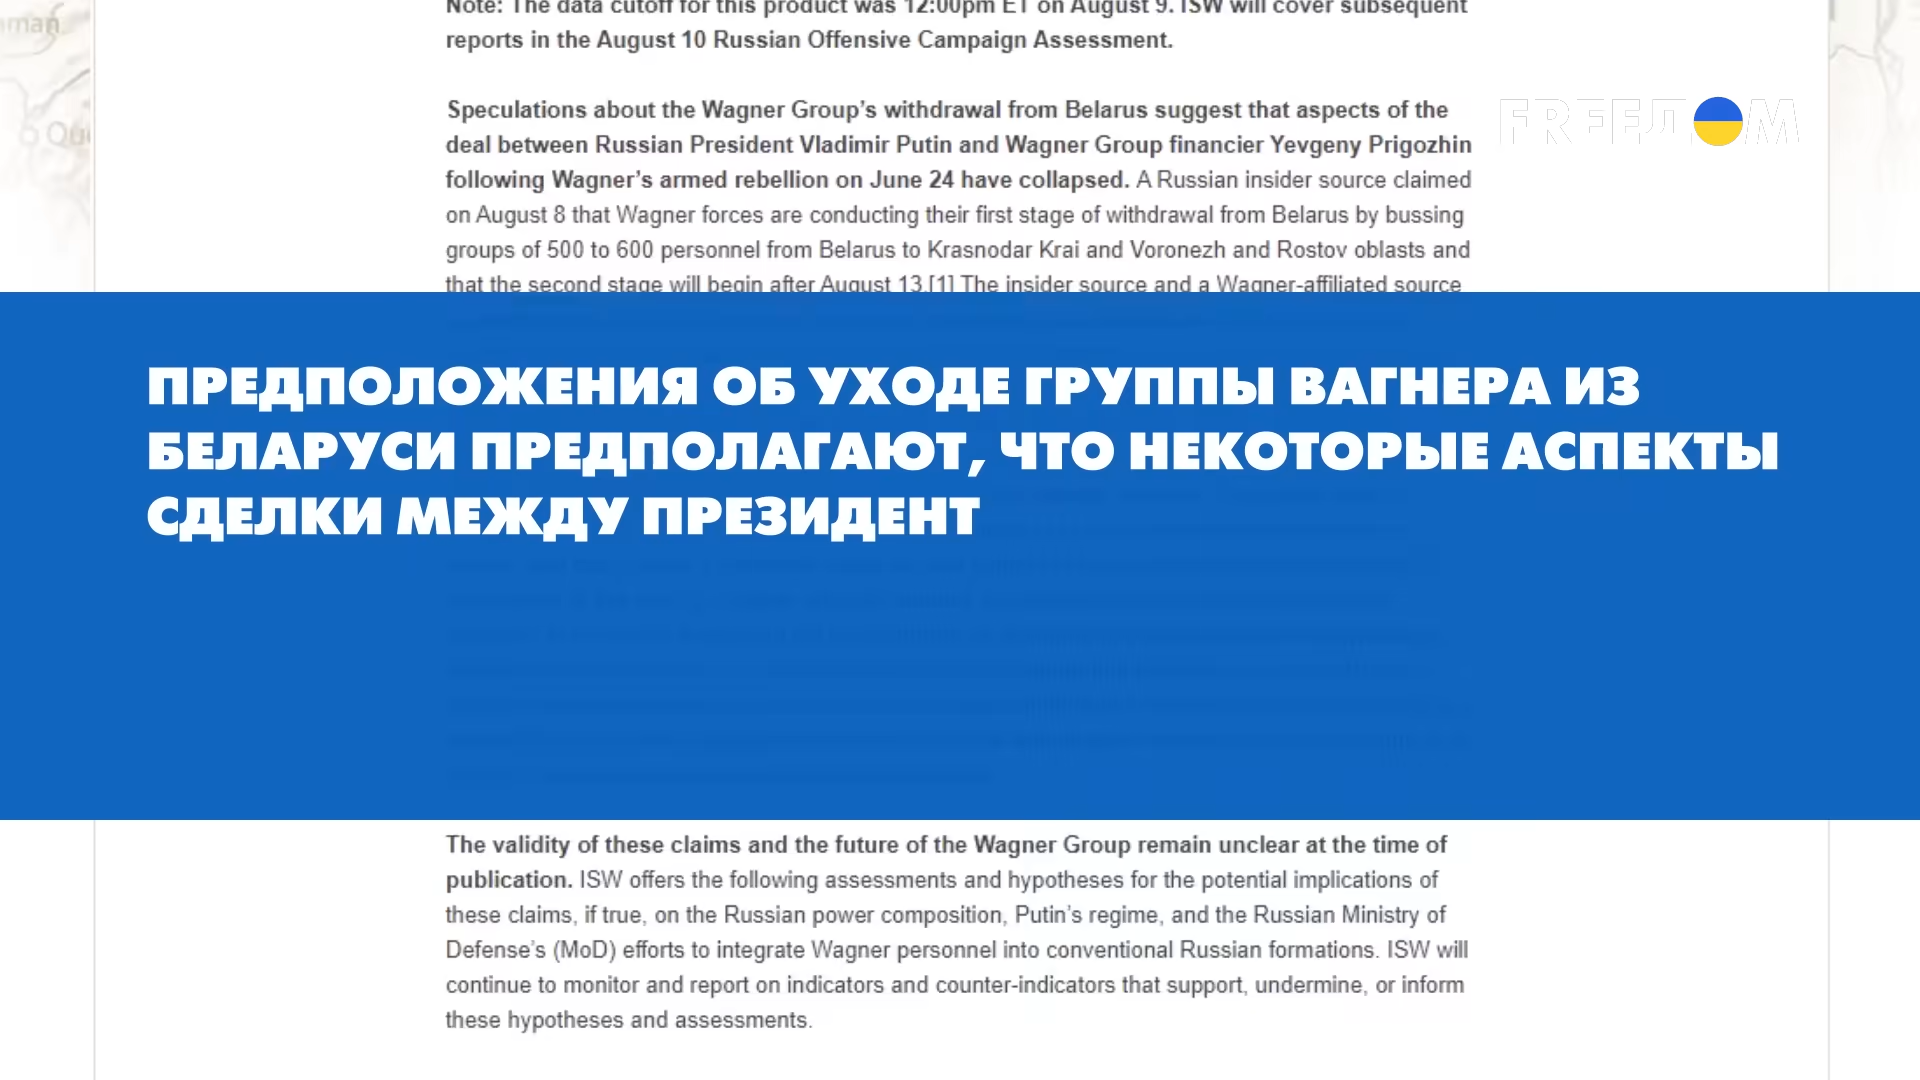 Note: The data cutoff for this product was 12:00pm ET on August 9. ISW will cover subsequent
reports in the August 10 Russian Offensive Campaign Assessment.
Speculations about the Wagner Group’s withdrawal from Belarus suggest that aspects of the
deal between Russian President Vladimir Putin and Wagner Group financier Yevgeny Prigozhin
following Wagner’s armed rebellion on June 24 have collapsed. A Russian insider source claimed
on August 8 that Wagner forces are conducting their first stage of withdrawal from Belarus by bussing
groups of 500 to 600 personnel from Belarus to Krasnodar Krai and Voronezh and Rostov oblasts and
that the second stage will begin after August 13.[1] The insider source and a Wagner-affiliated source
FREEДOM
ПРЕДПОЛОЖЕНИЯ ОБ УХОДЕ ГРУППЫ ВАГНЕРА ИЗ
БЕЛАРУСИ ПРЕДПОЛАГАЮТ, ЧТО НЕКОТОРЫЕ АСПЕКТЫ
СДЕЛКИ МЕЖДУ ПРЕЗИДЕНТ
The validity of these claims and the future of the Wagner Group remain unclear at the time of
publication. ISW offers the following assessments and hypotheses for the potential implications of
these claims, if true, on the Russian power composition, Putin’s regime, and the Russian Ministry of
Defense’s (MoD) efforts to integrate Wagner personnel into conventional Russian formations. ISW will
continue to monitor and report on indicators and counter-indicators that support, undermine, or inform
these hypotheses and assessments.